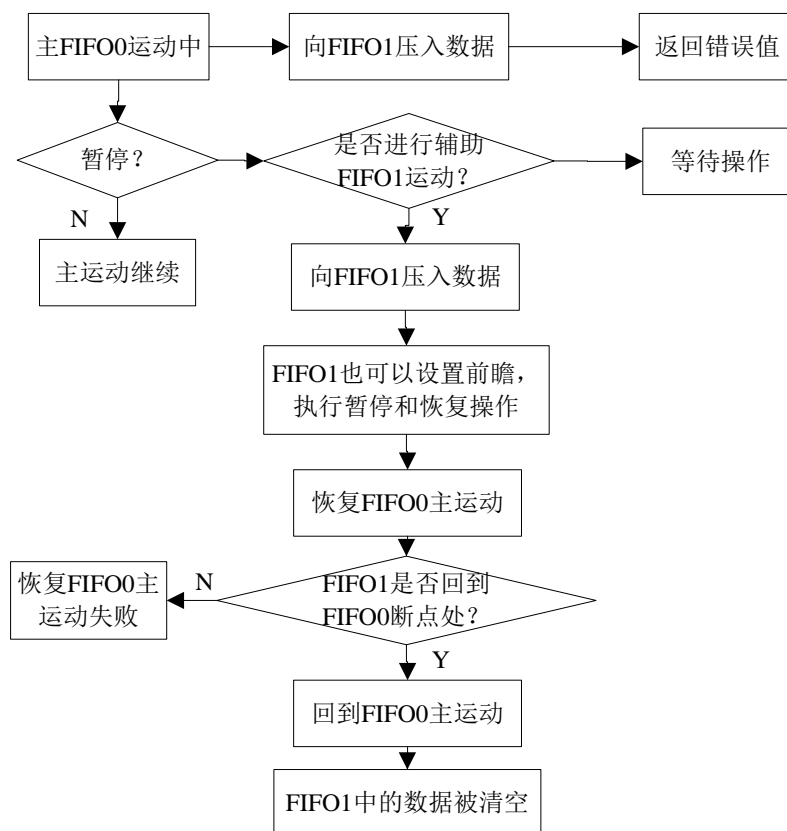 主FIFO0运动中
向FIFO1压入数据
返回错误值
暂停?
是否进行辅助
FIFO1运动?
等待操作
N
Y
主运动继续
向FIFO1压入数据
FIFO1也可以设置前瞻，
执行暂停和恢复操作
恢复FIFO0主运动
恢复FIFO0主
运动失败
N
FIFO1是否回到
FIFO0断点处?
Y
回到FIFO0主运动
FIFO1中的数据被清空